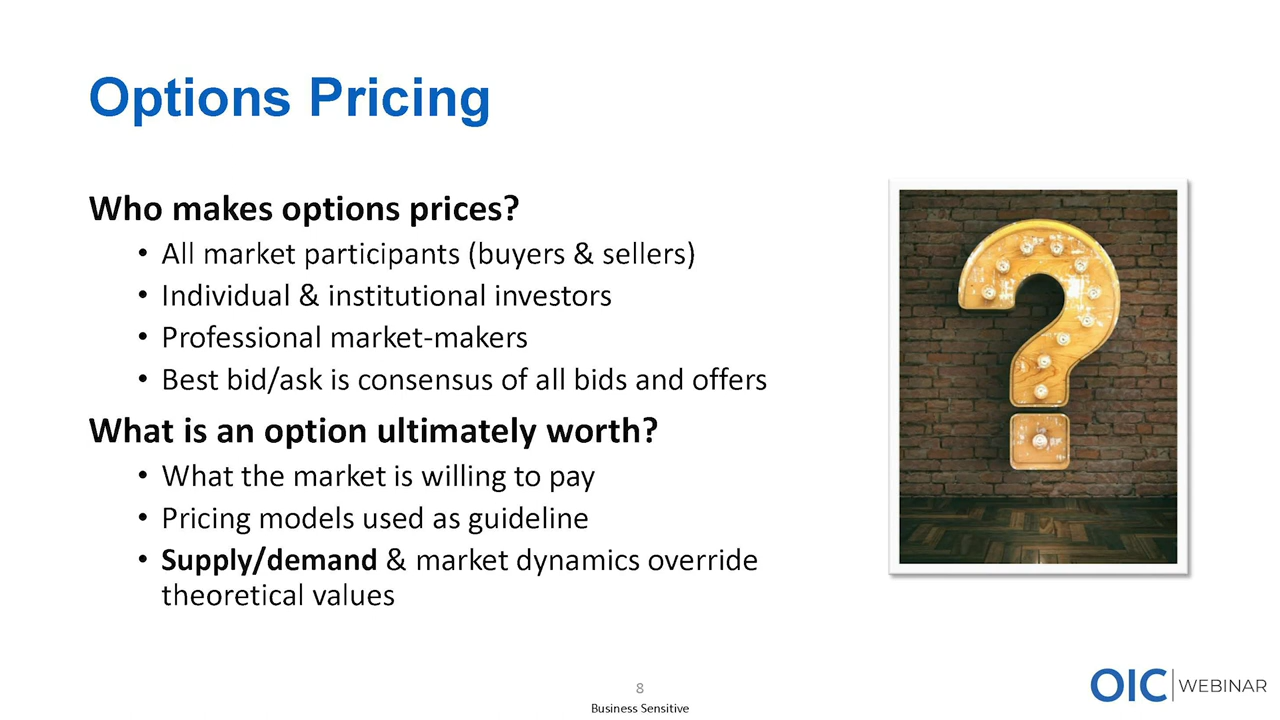 Options Pricing
Who makes options prices?
• All market participants (buyers & sellers)
• Individual & institutional investors
• Professional market-makers
• Best bid/ask is consensus of all bids and offers
What is an option ultimately worth?
• What the market is willing to pay
• Pricing models used as guideline
• Supply/demand & market dynamics override
theoretical values
8
Business Sensitive
OIC | WEBINAR